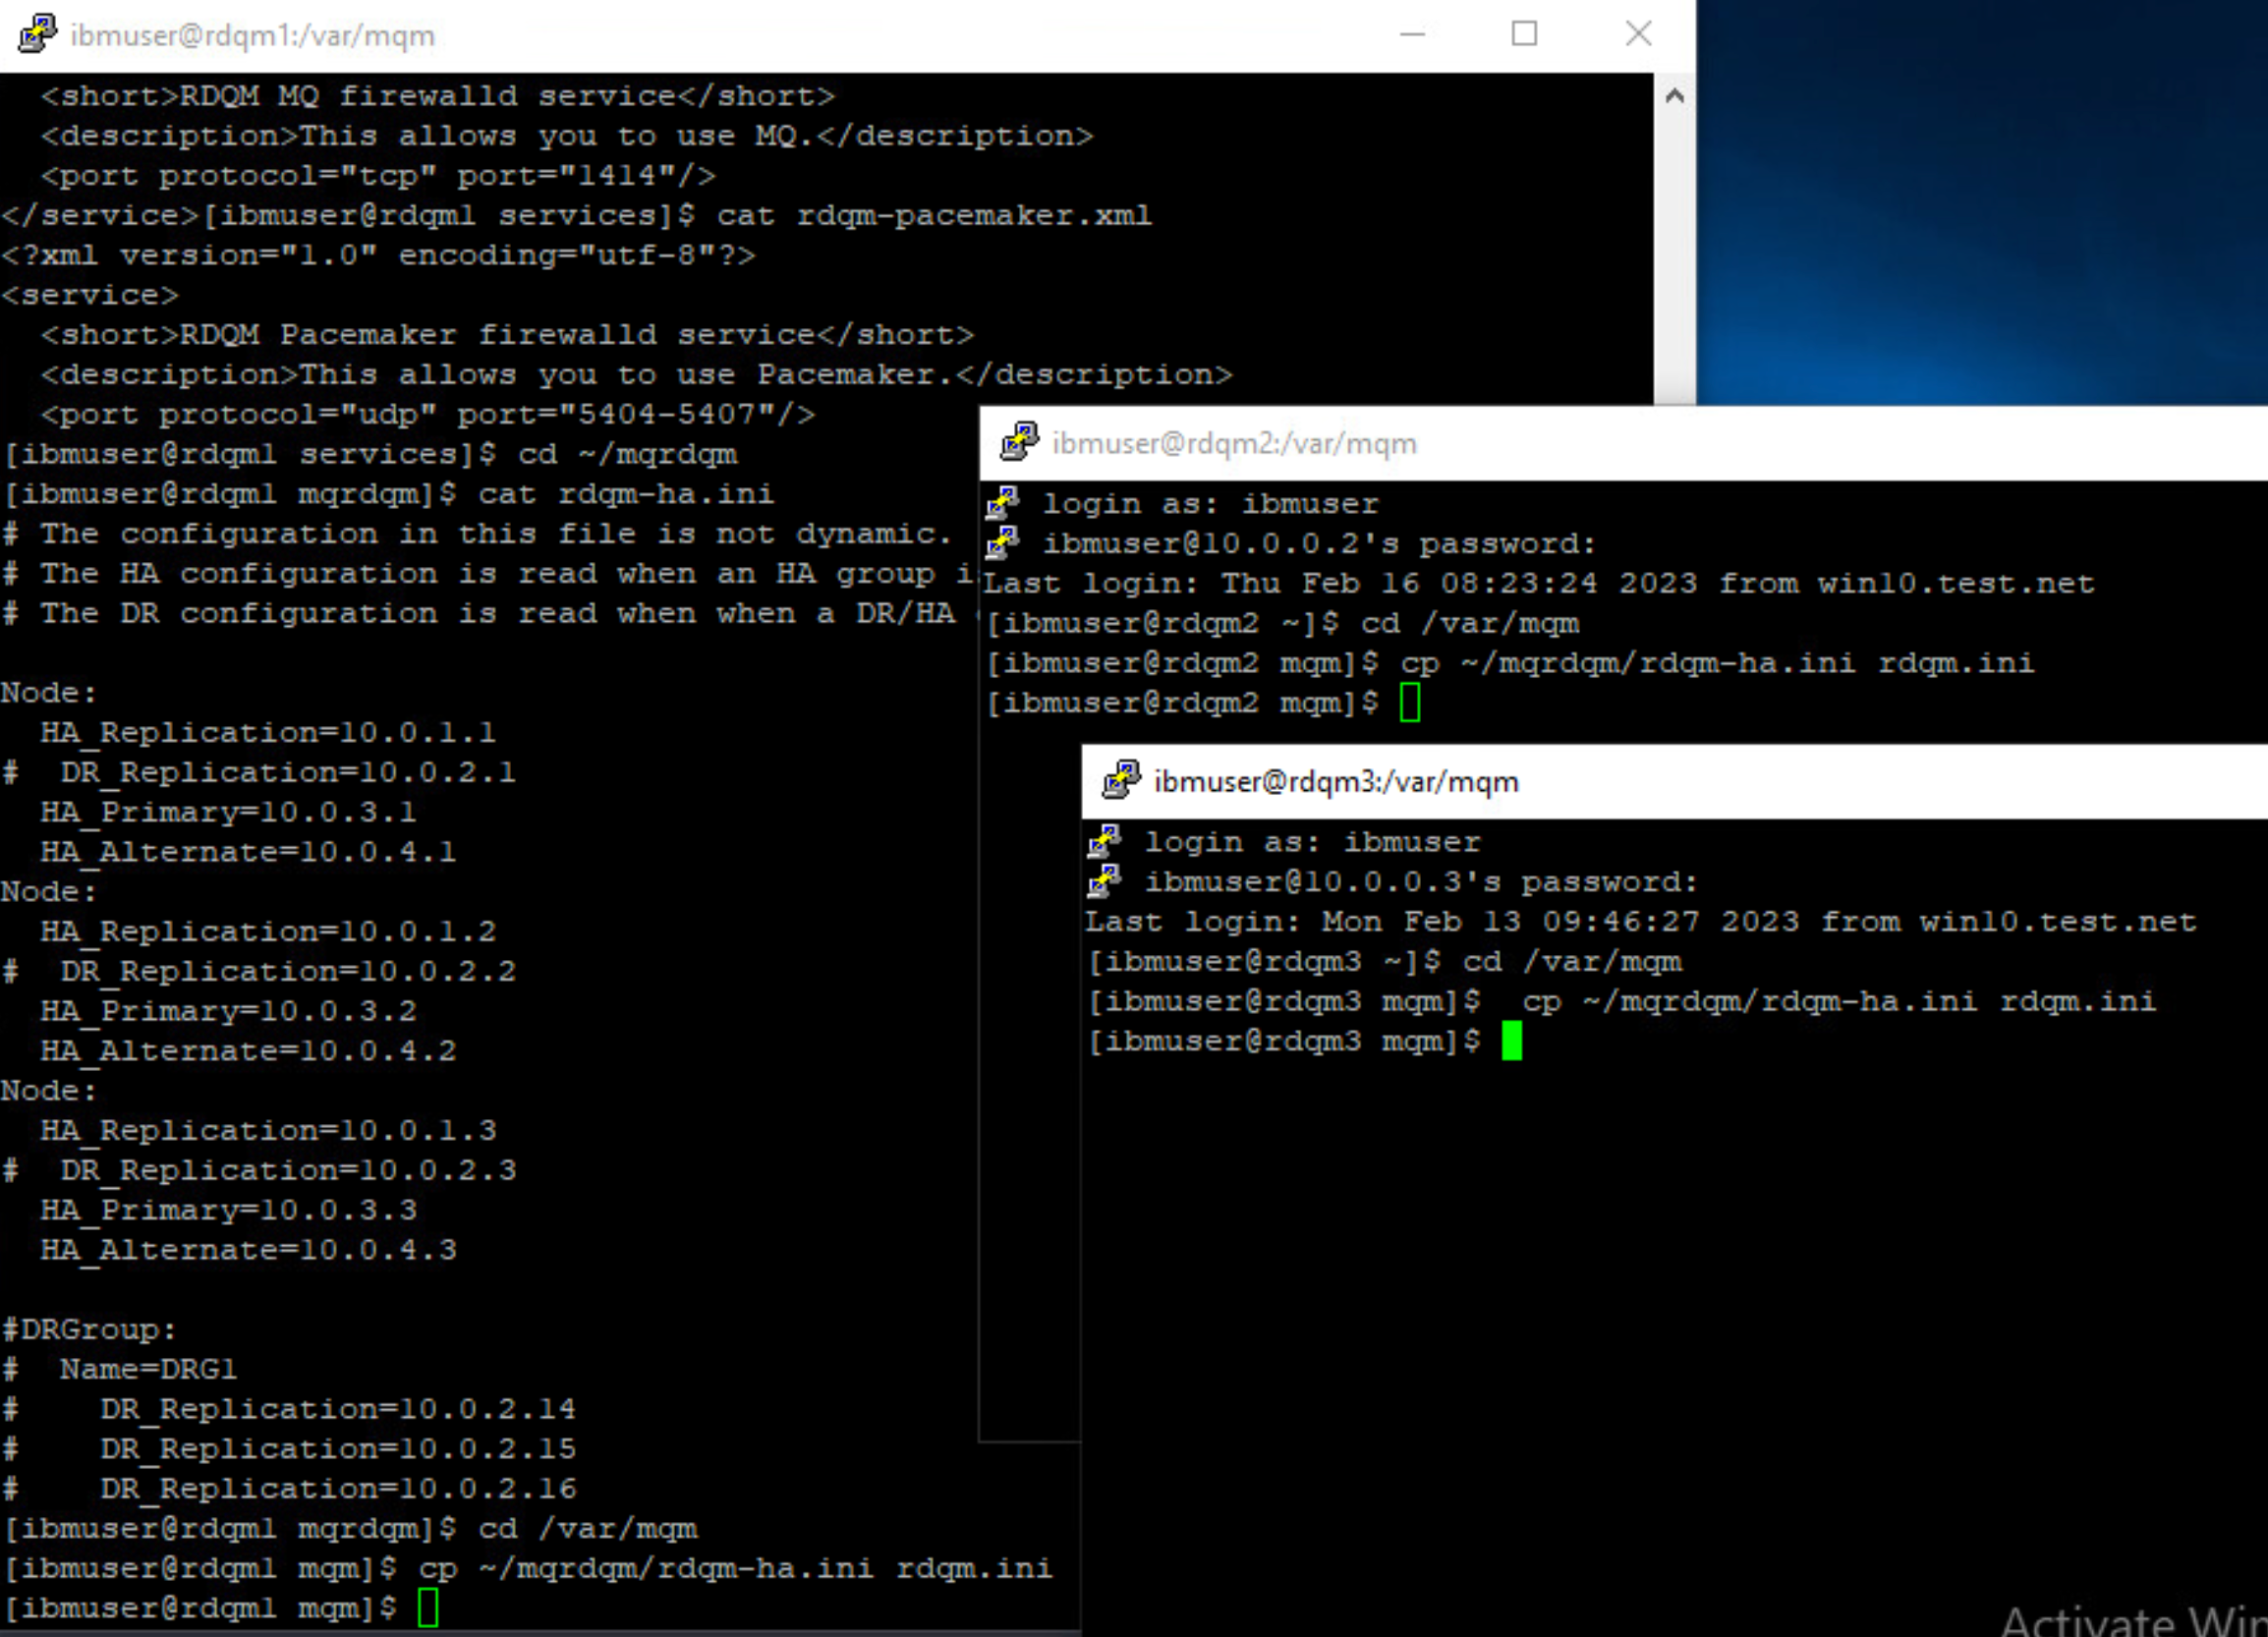 ibmuser@rdqm1:/var/mqm
<short>RDQM MQ firewalld service</short>
<description>This allows you to use MQ.</description>
<port protocol="tcp" port="1414"/>
</service>[ibmuser@rdqm1 services]$ cat rdqm-pacemaker.xml
<?xml version="1.0" encoding="utf-8"?>
<service>
<short>RDQM Pacemaker firewalld service</short>
<description>This allows you to use Pacemaker.</description>
<port protocol="udp" port="5404-5407"/>
[ibmuser@rdqm1 services]$ cd ~/mqrdqm
[ibmuser@rdqm1 mqrdqm]$ cat rdqm-ha.ini
# The configuration in this file is not dynamic.
# The HA configuration is read when an HA group i
# The DR configuration is read when when a DR/HA
Node:
HA_Replication=10.0.1.1
#  DR_Replication=10.0.2.1
HA_Primary=10.0.3.1
HA_Alternate=10.0.4.1
Node:
HA_Replication=10.0.1.2
#  DR_Replication=10.0.2.2
HA_Primary=10.0.3.2
HA_Alternate=10.0.4.2
Node:
HA_Replication=10.0.1.3
#  DR_Replication=10.0.2.3
HA_Primary=10.0.3.3
HA_Alternate=10.0.4.3
#DRGroup:
#  Name=DRG1
#    DR_Replication=10.0.2.14
#    DR_Replication=10.0.2.15
#    DR_Replication=10.0.2.16
[ibmuser@rdqm1 mqrdqm]$ cd /var/mqm
[ibmuser@rdqm1 mqm]$ cp ~/mqrdqm/rdqm-ha.ini rdqm.ini
[ibmuser@rdqm1 mqm]$
ibmuser@rdqm2:/var/mqm
login as: ibmuser
ibmuser@10.0.0.2's password:
Last login: Thu Feb 16 08:23:24 2023 from win10.test.net
[ibmuser@rdqm2 ~]$ cd /var/mqm
[ibmuser@rdqm2 mqm]$ cp ~/mqrdqm/rdqm-ha.ini rdqm.ini
[ibmuser@rdqm2 mqm]$
ibmuser@rdqm3:/var/mqm
login as: ibmuser
ibmuser@10.0.0.3's password:
Last login: Mon Feb 13 09:46:27 2023 from win10.test.net
[ibmuser@rdqm3 ~]$ cd /var/mqm
[ibmuser@rdqm3 mqm]$  cp ~/mqrdqm/rdqm-ha.ini rdqm.ini
[ibmuser@rdqm3 mqm]$
Activate Win